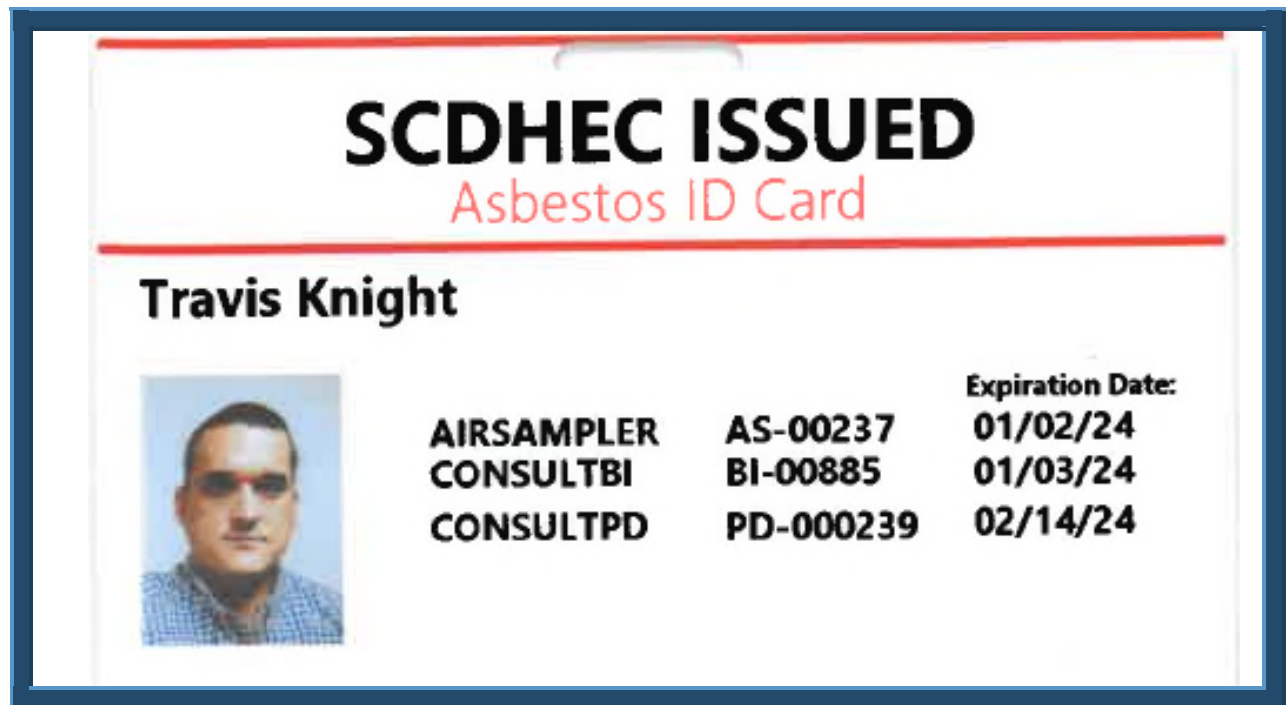 SCDHEC ISSUED
Asbestos ID Card
Travis Knight
Expiration Date:
AIRSAMPLER AS-00237 01/02/24
CONSULTBI BI-00885 01/03/24
CONSULTPD PD-000239 02/14/24